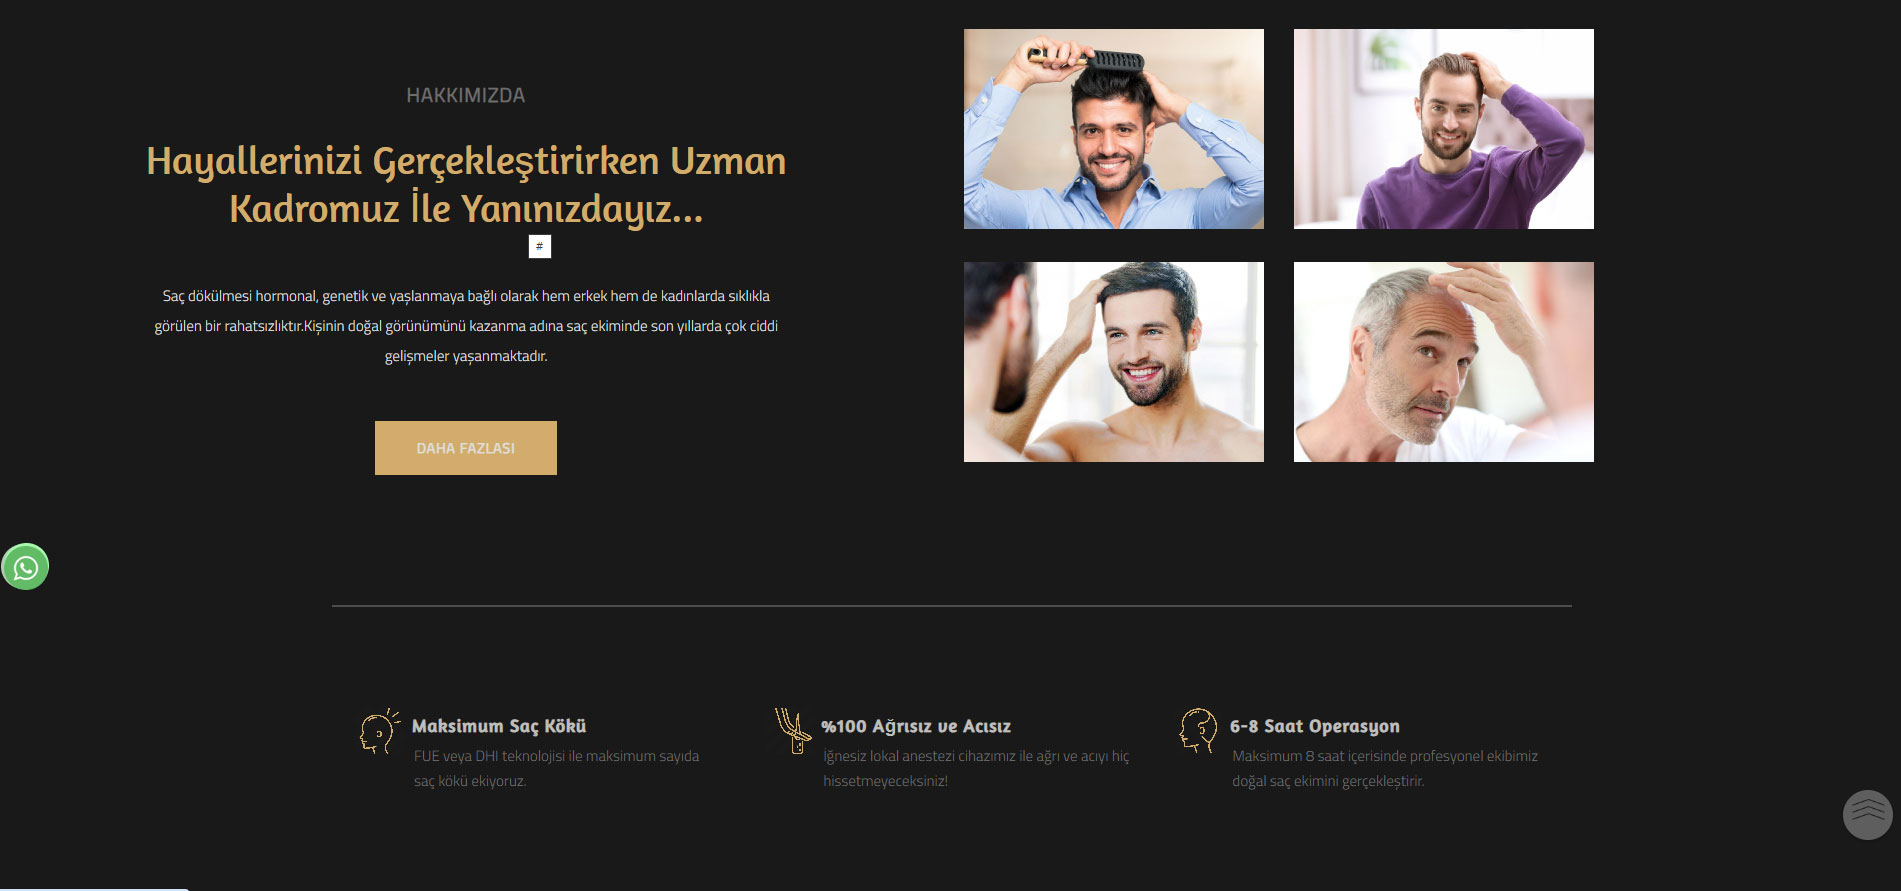 HAKKIMIZDA
Hayallerinizi Gerçekleştirirken Uzman
Kadromuz İle Yanınızdayız...
#
Saç dökülmesi hormonal, genetik ve yaşlanmaya bağlı olarak hem erkek hem de kadınlarda sıklıkla
görülen bir rahatsızlıktır.Kişinin doğal görünümünü kazanma adına saç ekiminde son yıllarda çok ciddi
gelişmeler yaşanmaktadır.
DAHA FAZLASI
Maksimum Saç Kökü
FUE veya DHI teknolojisi ile maksimum sayıda
saç kökü ekiyoruz.
%100 Ağrısız ve Acısız
İğnesiz lokal anestezi cihazımız ile ağrı ve acıyı hiç
hissetmeyeceksiniz!
6-8 Saat Operasyon
Maksimum 8 saat içerisinde profesyonel ekibimiz
doğal saç ekimini gerçekleştirir.